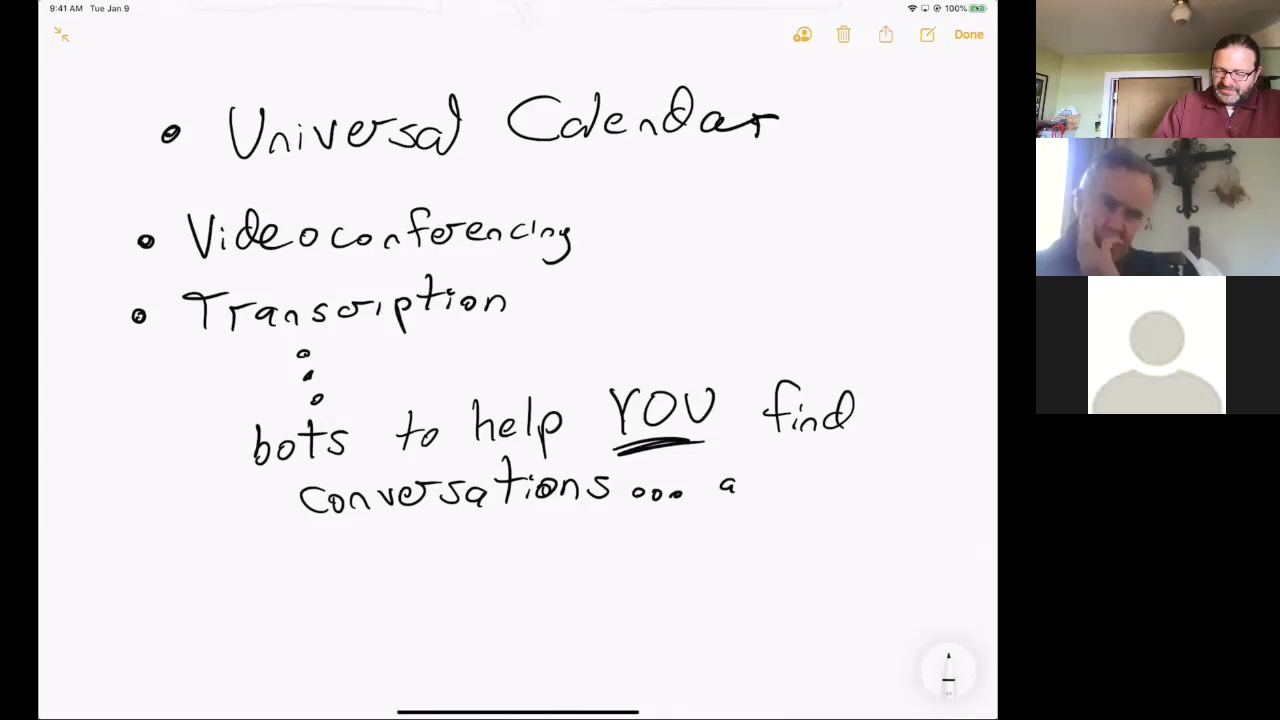 9:41 AM Tue Jan 9
100%
Done
• Universal Calendar
• Videoconferencing
• Transcription
bots to help YOU find
conversations... a